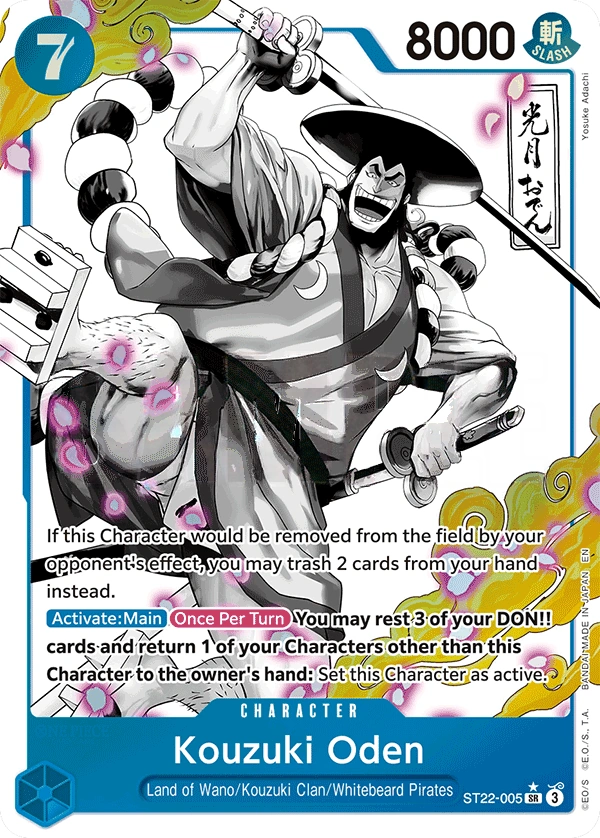 7
8000
斬
SLASH
Yosuke Adachi
光月おでん
If this Character would be removed from the field by your
opponent's effect, you may trash 2 cards from your hand
instead.
Activate:Main Once Per Turn You may rest 3 of your DON!!
cards and return 1 of your Characters other than this
Character to the owner's hand: Set this Character as active.
CHARACTER
Kouzuki Oden
Land of Wano/Kouzuki Clan/Whitebeard Pirates
ST22-005 SR 3
©E.O/S ©E.O./S., T.A. BANDAI MADE IN JAPAN EN